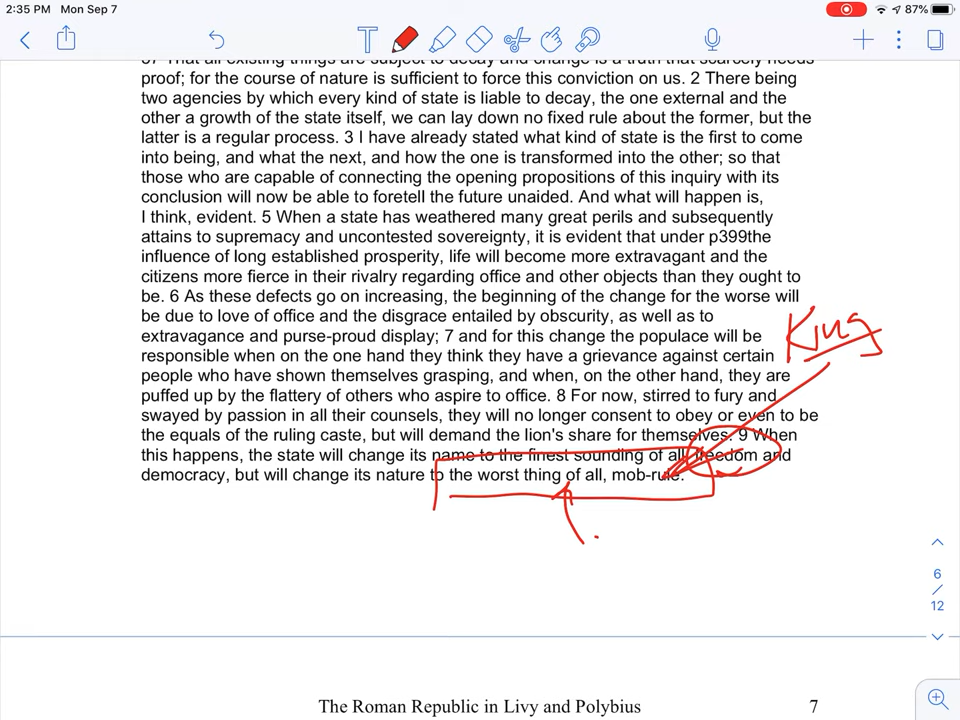 2:35 PM Mon Sep 7
87%
T
37 That all existing things are subject to decay and change is a truth that scarcely needs
proof; for the course of nature is sufficient to force this conviction on us. 2 There being
two agencies by which every kind of state is liable to decay, the one external and the
other a growth of the state itself, we can lay down no fixed rule about the former, but the
latter is a regular process. 3 I have already stated what kind of state is the first to come
into being, and what the next, and how the one is transformed into the other; so that
those who are capable of connecting the opening propositions of this inquiry with its
conclusion will now be able to foretell the future unaided. And what will happen is,
I think, evident. 5 When a state has weathered many great perils and subsequently
attains to supremacy and uncontested sovereignty, it is evident that under p399the
influence of long established prosperity, life will become more extravagant and the
citizens more fierce in their rivalry regarding office and other objects than they ought to
be. 6 As these defects go on increasing, the beginning of the change for the worse will
be due to love of office and the disgrace entailed by obscurity, as well as to
extravagance and purse-proud display; 7 and for this change the populace will be
King
responsible when on the one hand they think they have a grievance against certain
people who have shown themselves grasping, and when, on the other hand, they are
puffed up by the flattery of others who aspire to office. 8 For now, stirred to fury and
swayed by passion in all their counsels, they will no longer consent to obey or even to be
the equals of the ruling caste, but will demand the lion's share for themselves. 9 When
this happens, the state will change its name to the finest sounding of all, freedom and
democracy, but will change its nature to the worst thing of all, mob-rule.
6
/
12
The Roman Republic in Livy and Polybius 7